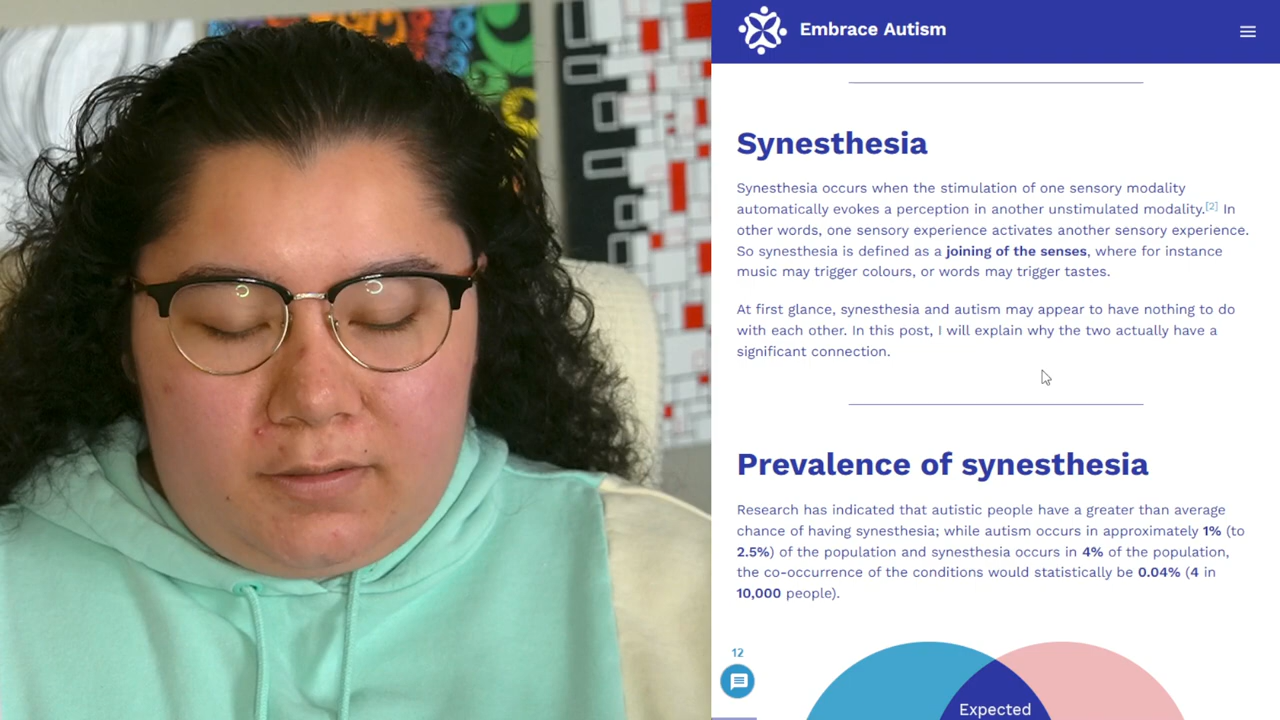 Embrace Autism
Synesthesia
Synesthesia occurs when the stimulation of one sensory modality
automatically evokes a perception in another unstimulated modality.[2] In
other words, one sensory experience activates another sensory experience.
So synesthesia is defined as a joining of the senses, where for instance
music may trigger colours, or words may trigger tastes.
At first glance, synesthesia and autism may appear to have nothing to do
with each other. In this post, I will explain why the two actually have a
significant connection.
Prevalence of synesthesia
Research has indicated that autistic people have a greater than average
chance of having synesthesia; while autism occurs in approximately 1% (to
2.5%) of the population and synesthesia occurs in 4% of the population,
the co-occurrence of the conditions would statistically be 0.04% (4 in
10,000 people).
12
Expected